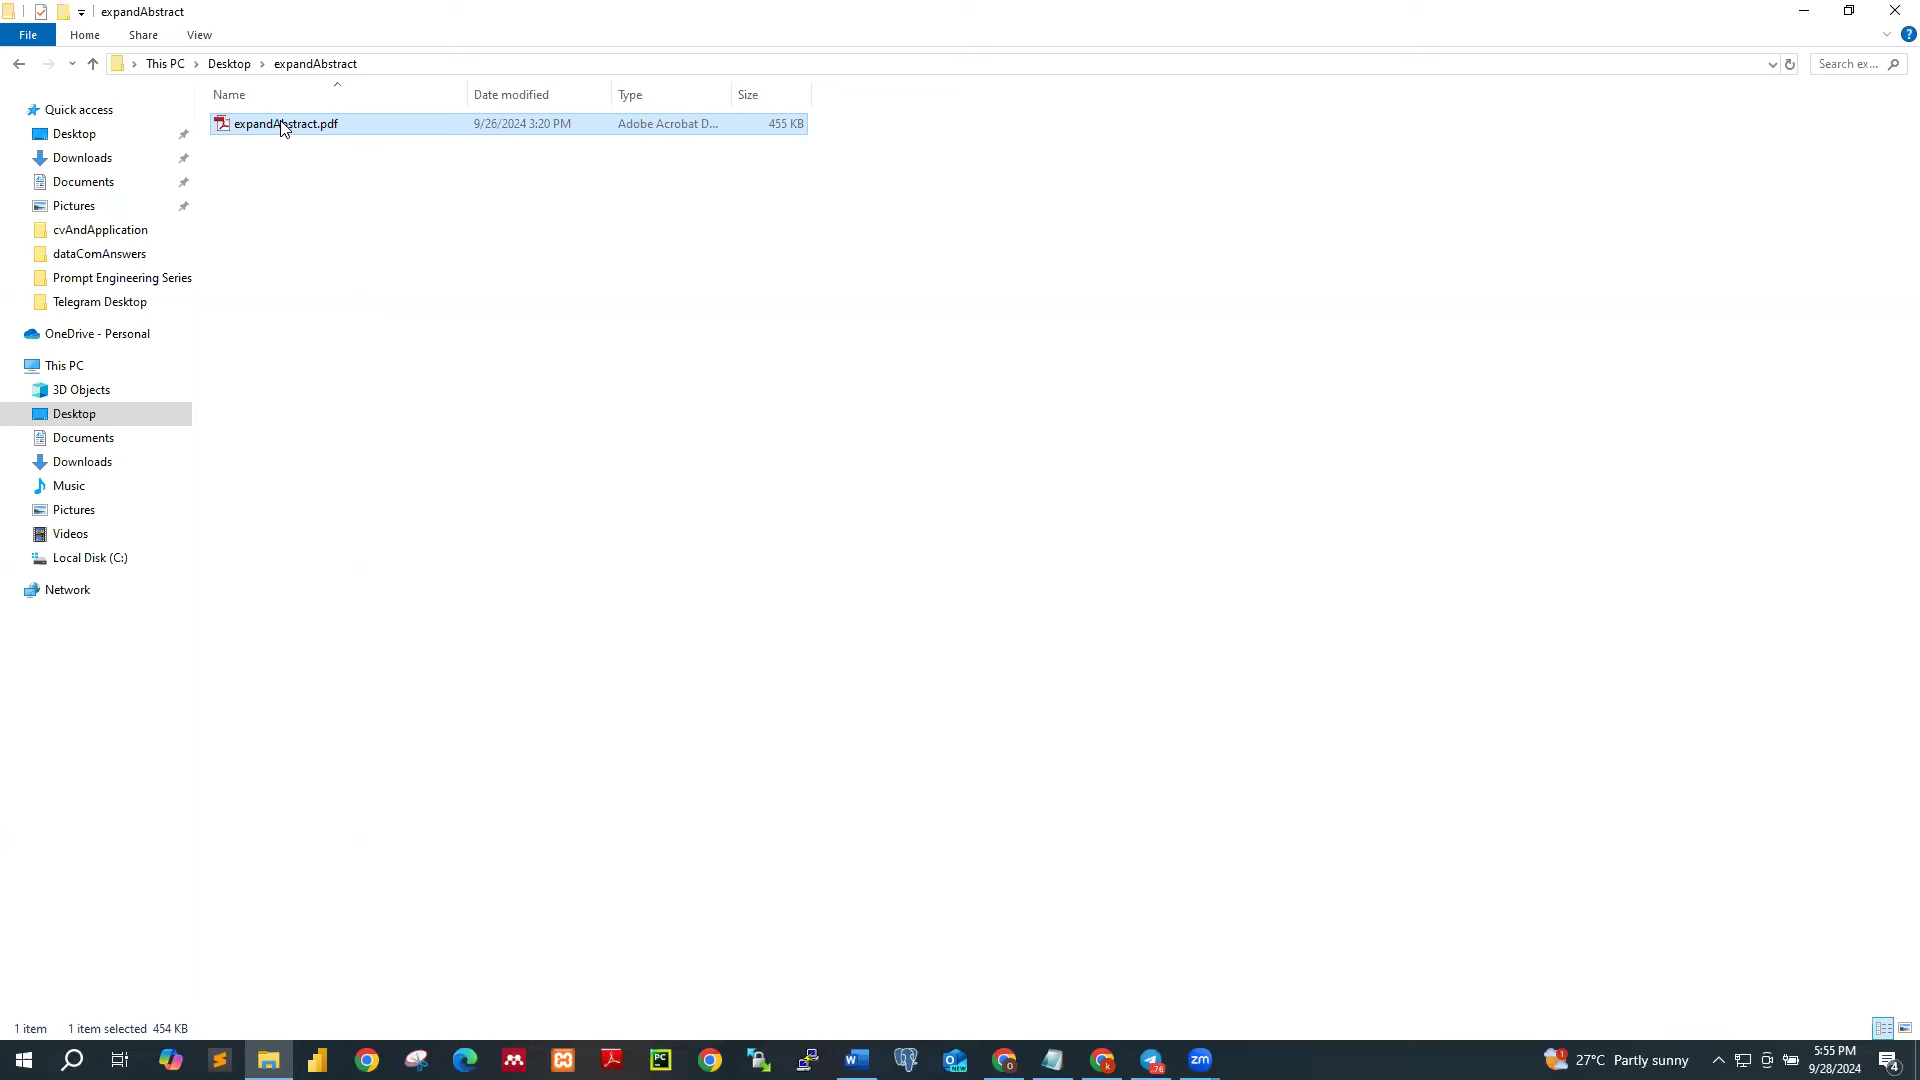 expandAbstract
File Home Share View
This PC Desktop expandAbstract Search ex...
Name Date modified Type Size
expandAbstract.pdf 9/26/2024 3:20 PM Adobe Acrobat D... 455 KB
Quick access
Desktop
Downloads
Documents
Pictures
cvAndApplication
dataComAnswers
Prompt Engineering Series
Telegram Desktop
OneDrive - Personal
This PC
3D Objects
Desktop
Documents
Downloads
Music
Pictures
Videos
Local Disk (C:)
Network
1 item 1 item selected 454 KB
27°C Partly sunny
5:55 PM
9/28/2024